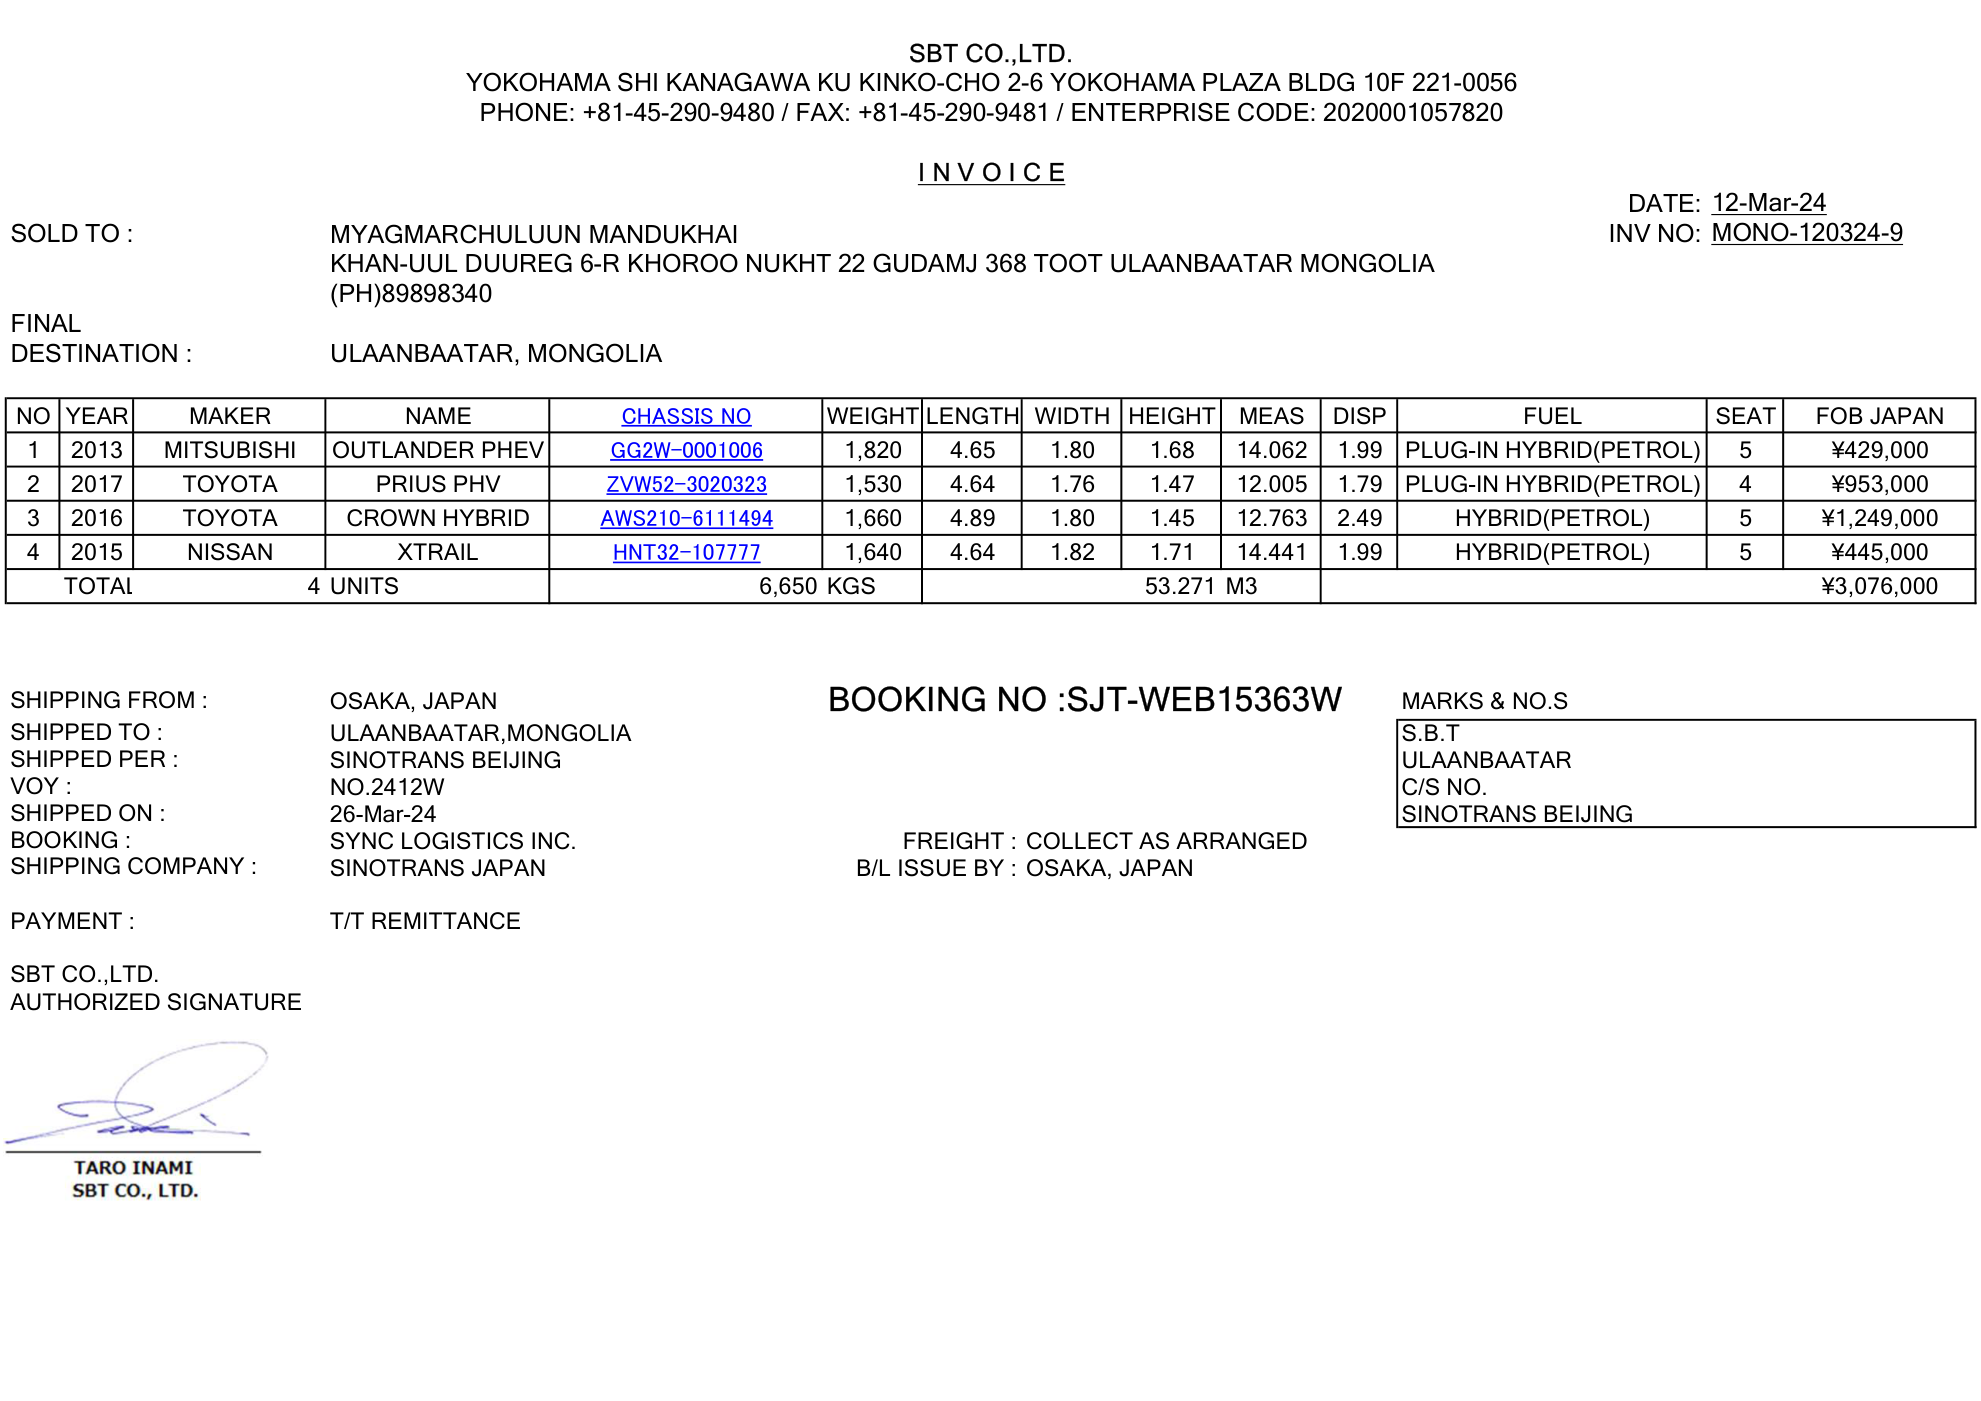 SBT CO.,LTD.
YOKOHAMA SHI KANAGAWA KU KINKO-CHO 2-6 YOKOHAMA PLAZA BLDG 10F 221-0056
PHONE: +81-45-290-9480 / FAX: +81-45-290-9481 / ENTERPRISE CODE: 2020001057820
I N V O I C E
DATE: 12-Mar-24
SOLD TO : MYAGMARCHULUUN MANDUKHAI INV NO: MONO-120324-9
KHAN-UUL DUUREG 6-R KHOROO NUKHT 22 GUDAMJ 368 TOOT ULAANBAATAR MONGOLIA
(PH)89898340
FINAL
DESTINATION : ULAANBAATAR, MONGOLIA
NO YEAR MAKER NAME CHASSIS NO WEIGHT LENGTH WIDTH HEIGHT MEAS DISP FUEL SEAT FOB JAPAN
1 2013 MITSUBISHI OUTLANDER PHEV GG2W-0001006 1,820 4.65 1.80 1.68 14.062 1.99 PLUG-IN HYBRID(PETROL) 5 ¥429,000
2 2017 TOYOTA PRIUS PHV ZVW52-3020323 1,530 4.64 1.76 1.47 12.005 1.79 PLUG-IN HYBRID(PETROL) 4 ¥953,000
3 2016 TOYOTA CROWN HYBRID AWS210-6111494 1,660 4.89 1.80 1.45 12.763 2.49 HYBRID(PETROL) 5 ¥1,249,000
4 2015 NISSAN XTRAIL HNT32-107777 1,640 4.64 1.82 1.71 14.441 1.99 HYBRID(PETROL) 5 ¥445,000
TOTAL 4 UNITS 6,650 KGS 53.271 M3 ¥3,076,000
SHIPPING FROM : OSAKA, JAPAN BOOKING NO :SJT-WEB15363W MARKS & NO.S
SHIPPED TO : ULAANBAATAR,MONGOLIA S.B.T
SHIPPED PER : SINOTRANS BEIJING ULAANBAATAR
VOY : NO.2412W C/S NO.
SHIPPED ON : 26-Mar-24 SINOTRANS BEIJING
BOOKING : SYNC LOGISTICS INC. FREIGHT : COLLECT AS ARRANGED
SHIPPING COMPANY : SINOTRANS JAPAN B/L ISSUE BY : OSAKA, JAPAN
PAYMENT : T/T REMITTANCE
SBT CO.,LTD.
AUTHORIZED SIGNATURE
TARO INAMI
SBT CO., LTD.